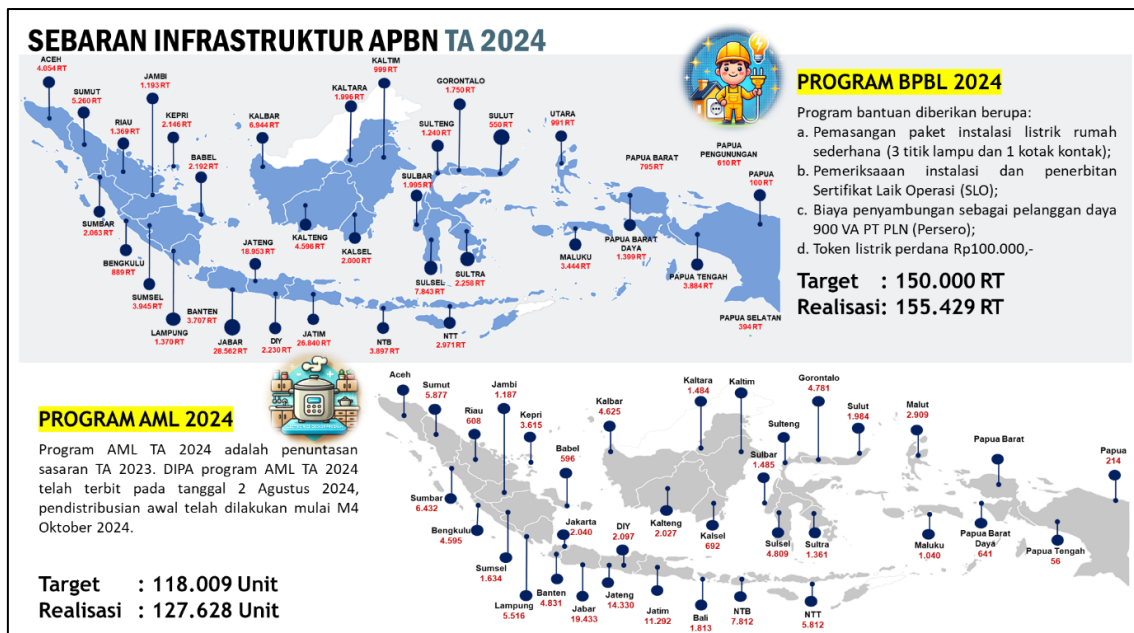 SEBARAN INFRASTRUKTUR APBN TA 2024
ACEH
4.054 RT
SUMUT
5.260 RT
RIAU
1.369 RT
JAMBI
1.193 RT
KEPRI
2.146 RT
BABEL
2.192 RT
SUMBAR
2.083 RT
BENGKULU
889 RT
SUMSEL
3.945 RT
LAMPUNG
1.370 RT
BANTEN
3.707 RT
JABAR
28.562 RT
JATENG
18.953 RT
DIY
2.230 RT
JATIM
26.840 RT
KALBAR
6.944 RT
KALTARA
1.996 RT
KALTIM
999 RT
KALTENG
4.596 RT
KALSEL
2.000 RT
GORONTALO
1.750 RT
SULTENG
1.240 RT
SULUT
550 RT
SULBAR
1.995 RT
SULSEL
7.843 RT
SULTRA
2.258 RT
NTB
3.897 RT
NTT
2.971 RT
UTARA
991 RT
MALUKU
3.444 RT
PAPUA BARAT
795 RT
PAPUA BARAT
DAYA
1.399 RT
PAPUA
PENGUNUNGAN
610 RT
PAPUA
100 RT
PAPUA TENGAH
3.884 RT
PAPUA SELATAN
394 RT
PROGRAM BPBL 2024
Program bantuan diberikan berupa:
a. Pemasangan paket instalasi listrik rumah
sederhana (3 titik lampu dan 1 kotak kontak);
b. Pemeriksaaan instalasi dan penerbitan
Sertifikat Laik Operasi (SLO);
c. Biaya penyambungan sebagai pelanggan daya
900 VA PT PLN (Persero);
d. Token listrik perdana Rp100.000,-
Target : 150.000 RT
Realisasi: 155.429 RT
PROGRAM AML 2024
Program AML TA 2024 adalah penuntasan
sasaran TA 2023. DIPA program AML TA 2024
telah terbit pada tanggal 2 Agustus 2024,
pendistribusian awal telah dilakukan mulai M4
Oktober 2024.
Target : 118.009 Unit
Realisasi : 127.628 Unit
Aceh
Sumut
5.877
Riau
608
Jambi
1.187
Kepri
3.615
Babel
596
Sumbar
6.432
Bengkulu
4.595
Sumsel
1.634
Lampung
5.516
Banten
4.831
Jakarta
2.040
Jabar
19.433
Jateng
14.330
DIY
2.097
Jatim
11.292
Bali
1.813
NTB
7.812
NTT
5.812
Kalbar
4.625
Kaltara
1.484
Kaltim
Kalteng
2.027
Kalsel
692
Gorontalo
4.781
Sulteng
Sulut
1.984
Sulbar
1.485
Sulsel
4.809
Sultra
1.361
Malut
2.909
Maluku
1.040
Papua Barat
Papua Barat
Daya
641
Papua Tengah
56
Papua
214